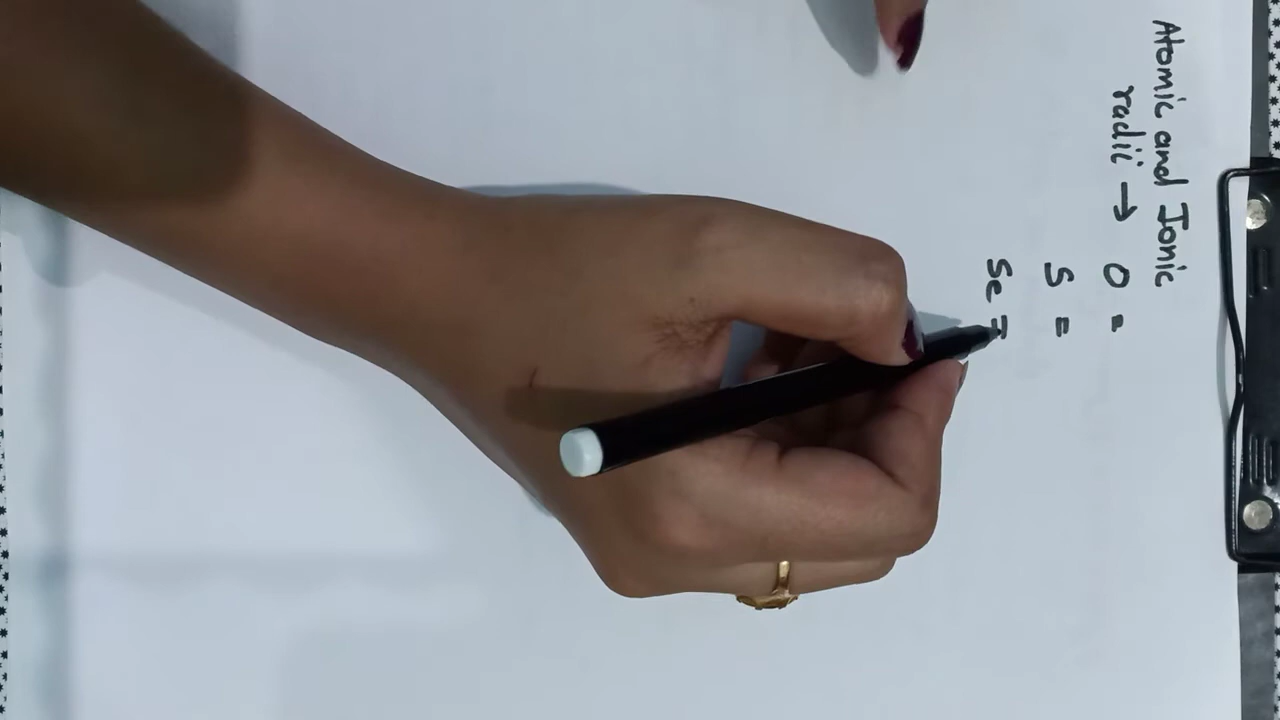 Atomic and Ionic
radii → O =
S =
Se =